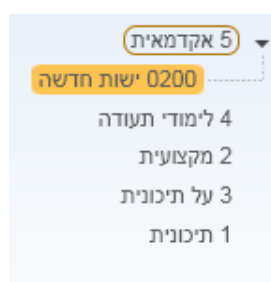 5 אקדמאית
0200 ישות חדשה
4 לימודי תעודה
2 מקצועית
3 על תיכונית
1 תיכונית